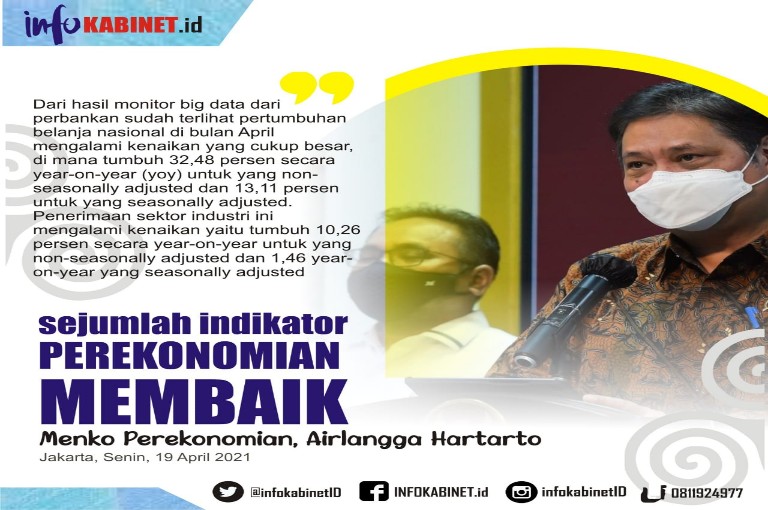 info KABINET.id
Dari hasil monitor big data dari
perbankan sudah terlihat pertumbuhan
belanja nasional di bulan April
mengalami kenaikan yang cukup besar,
di mana tumbuh 32,48 persen secara
year-on-year (yoy) untuk yang non-
seasonally adjusted dan 13,11 persen
untuk yang seasonally adjusted.
Penerimaan sektor industri ini
mengalami kenaikan yaitu tumbuh 10,26
persen secara year-on-year untuk yang
non-seasonally adjusted dan 1,46 year-
on-year yang seasonally adjusted
sejumlah indikator
PEREKONOMIAN
MEMBAIK
Menko Perekonomian, Airlangga Hartarto
Jakarta, Senin, 19 April 2021
@infokabinetID INFOKABINET.id infokabinetID 0811924977